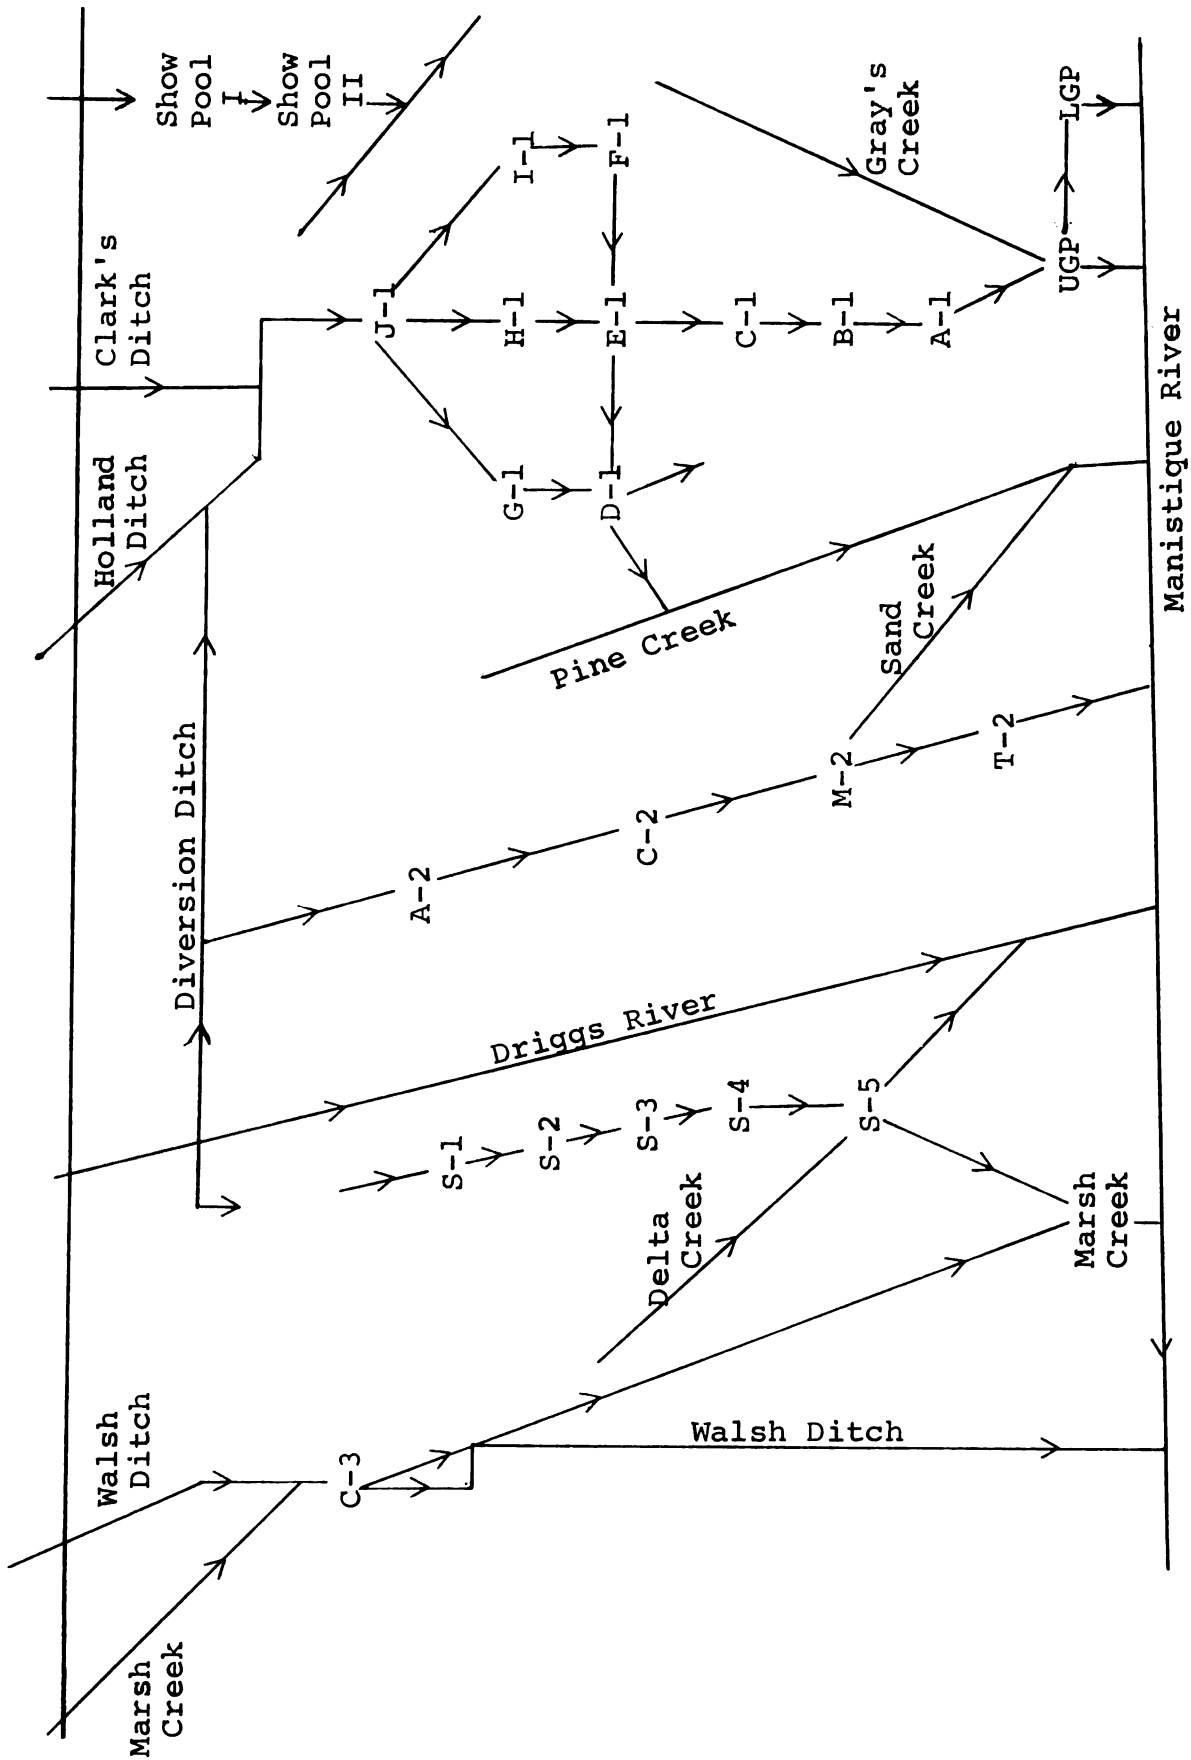 Marsh
Creek
Walsh
Ditch
Holland
Ditch
Clark's
Ditch
Show
Pool
I
Show
Pool
II
Diversion Ditch
C-3
S-1
S-2
S-3
S-4
S-5
Driggs River
Delta
Creek
Walsh Ditch
Marsh
Creek
A-2
C-2
M-2
T-2
Sand
Creek
Pine Creek
J-1
G-1
H-1
I-1
D-1
E-1
F-1
C-1
B-1
A-1
Gray's
Creek
UGP
LGP
Manistique River